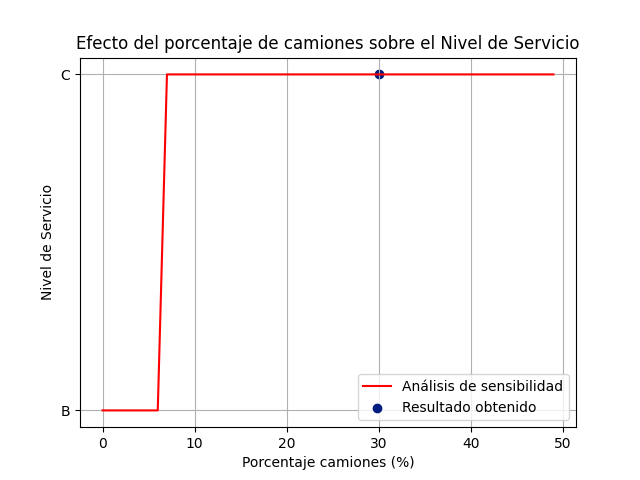 Efecto del porcentaje de camiones sobre el Nivel de Servicio
C
Nivel de Servicio
B
Análisis de sensibilidad
Resultado obtenido
0 10 20 30 40 50
Porcentaje camiones (%)